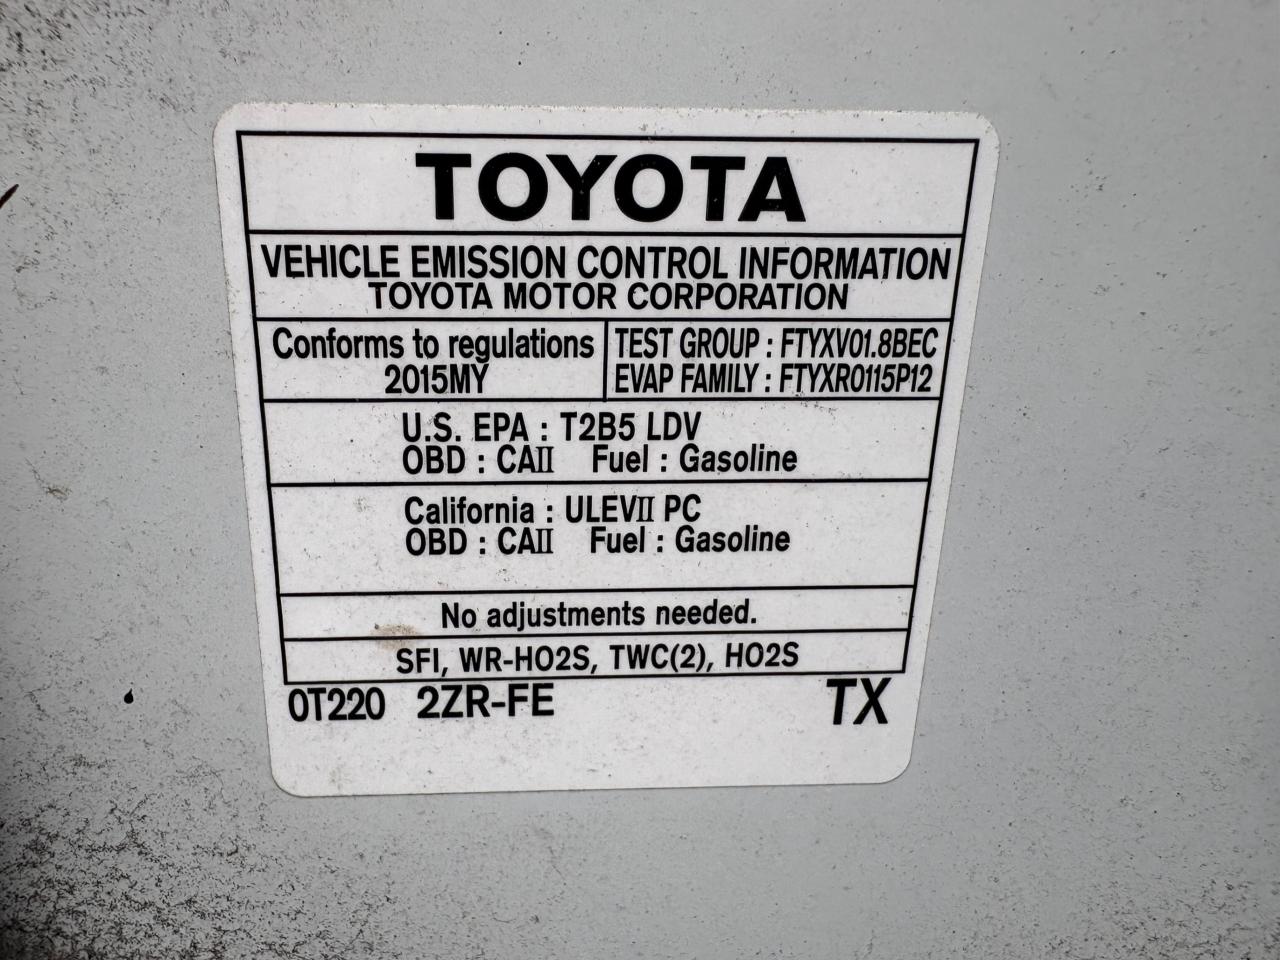 TOYOTA
VEHICLE EMISSION CONTROL INFORMATION
TOYOTA MOTOR CORPORATION
Conforms to regulations
2015MY
TEST GROUP : FTYXV01.8BEC
EVAP FAMILY : FTYXR0115P12
U.S. EPA : T2B5 LDV
OBD : CAII Fuel : Gasoline
California : ULEVII PC
OBD : CAII Fuel : Gasoline
No adjustments needed.
SFI, WR-HO2S, TWC(2), HO2S
0T220 2ZR-FE TX